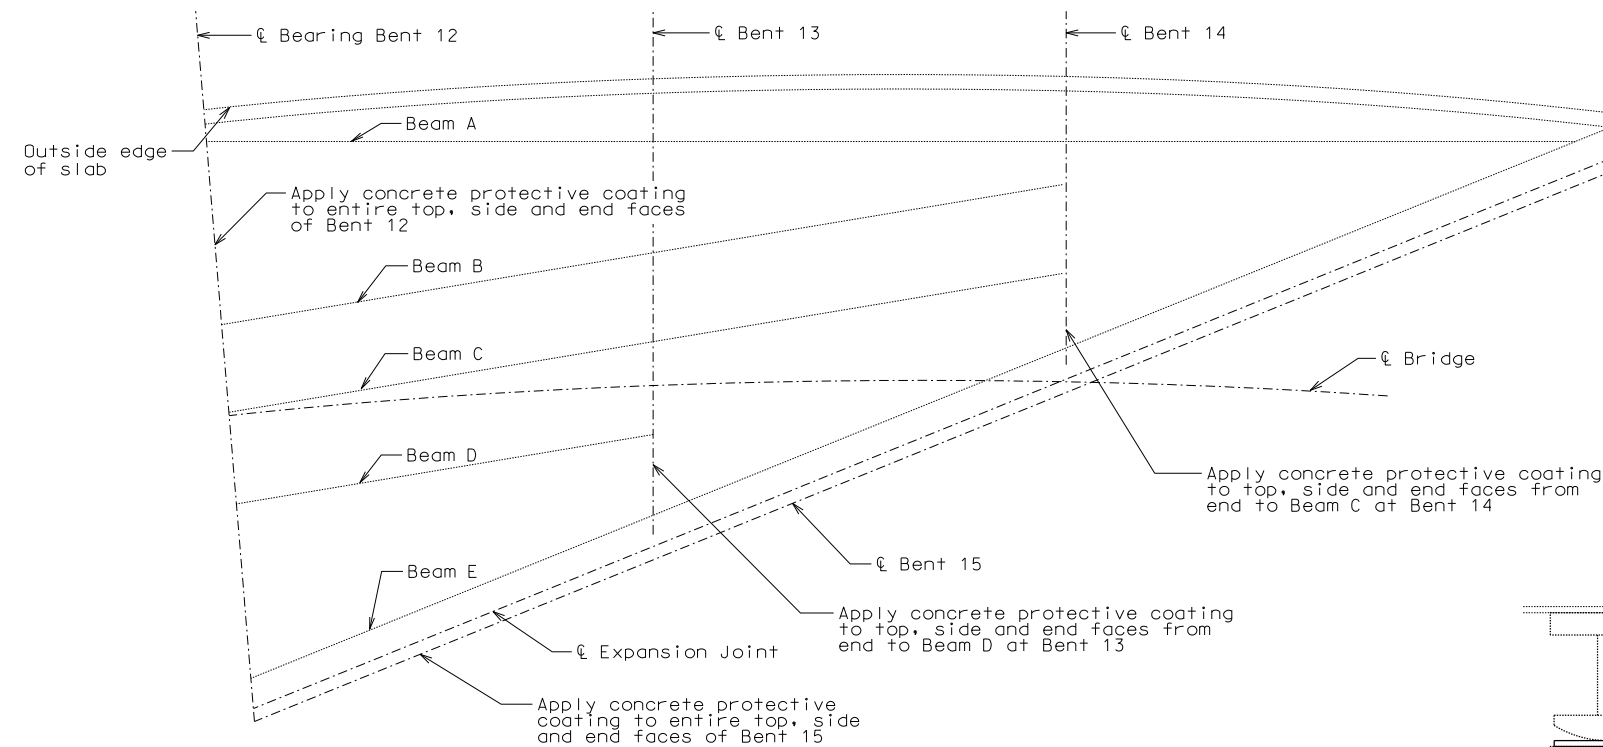 ℄ Bearing Bent 12
℄ Bent 13
℄ Bent 14
Beam A
Outside edge
of slab
Apply concrete protective coating
to entire top, side and end faces
of Bent 12
Beam B
Beam C
℄ Bridge
Beam D
Apply concrete protective coating
to top, side and end faces from
end to Beam C at Bent 14
℄ Bent 15
Beam E
Apply concrete protective coating
to top, side and end faces from
end to Beam D at Bent 13
℄ Expansion Joint
Apply concrete protective
coating to entire top, side
and end faces of Bent 15